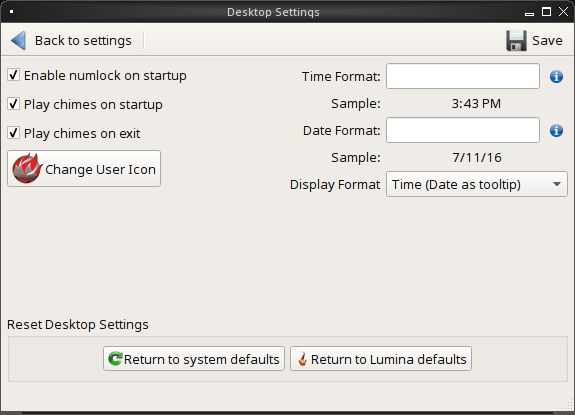 Desktop Settings
Back to settings
Save
Enable numlock on startup
Play chimes on startup
Play chimes on exit
Change User Icon
Time Format:
Sample: 3:43 PM
Date Format:
Sample: 7/11/16
Display Format Time (Date as tooltip)
Reset Desktop Settings
Return to system defaults
Return to Lumina defaults